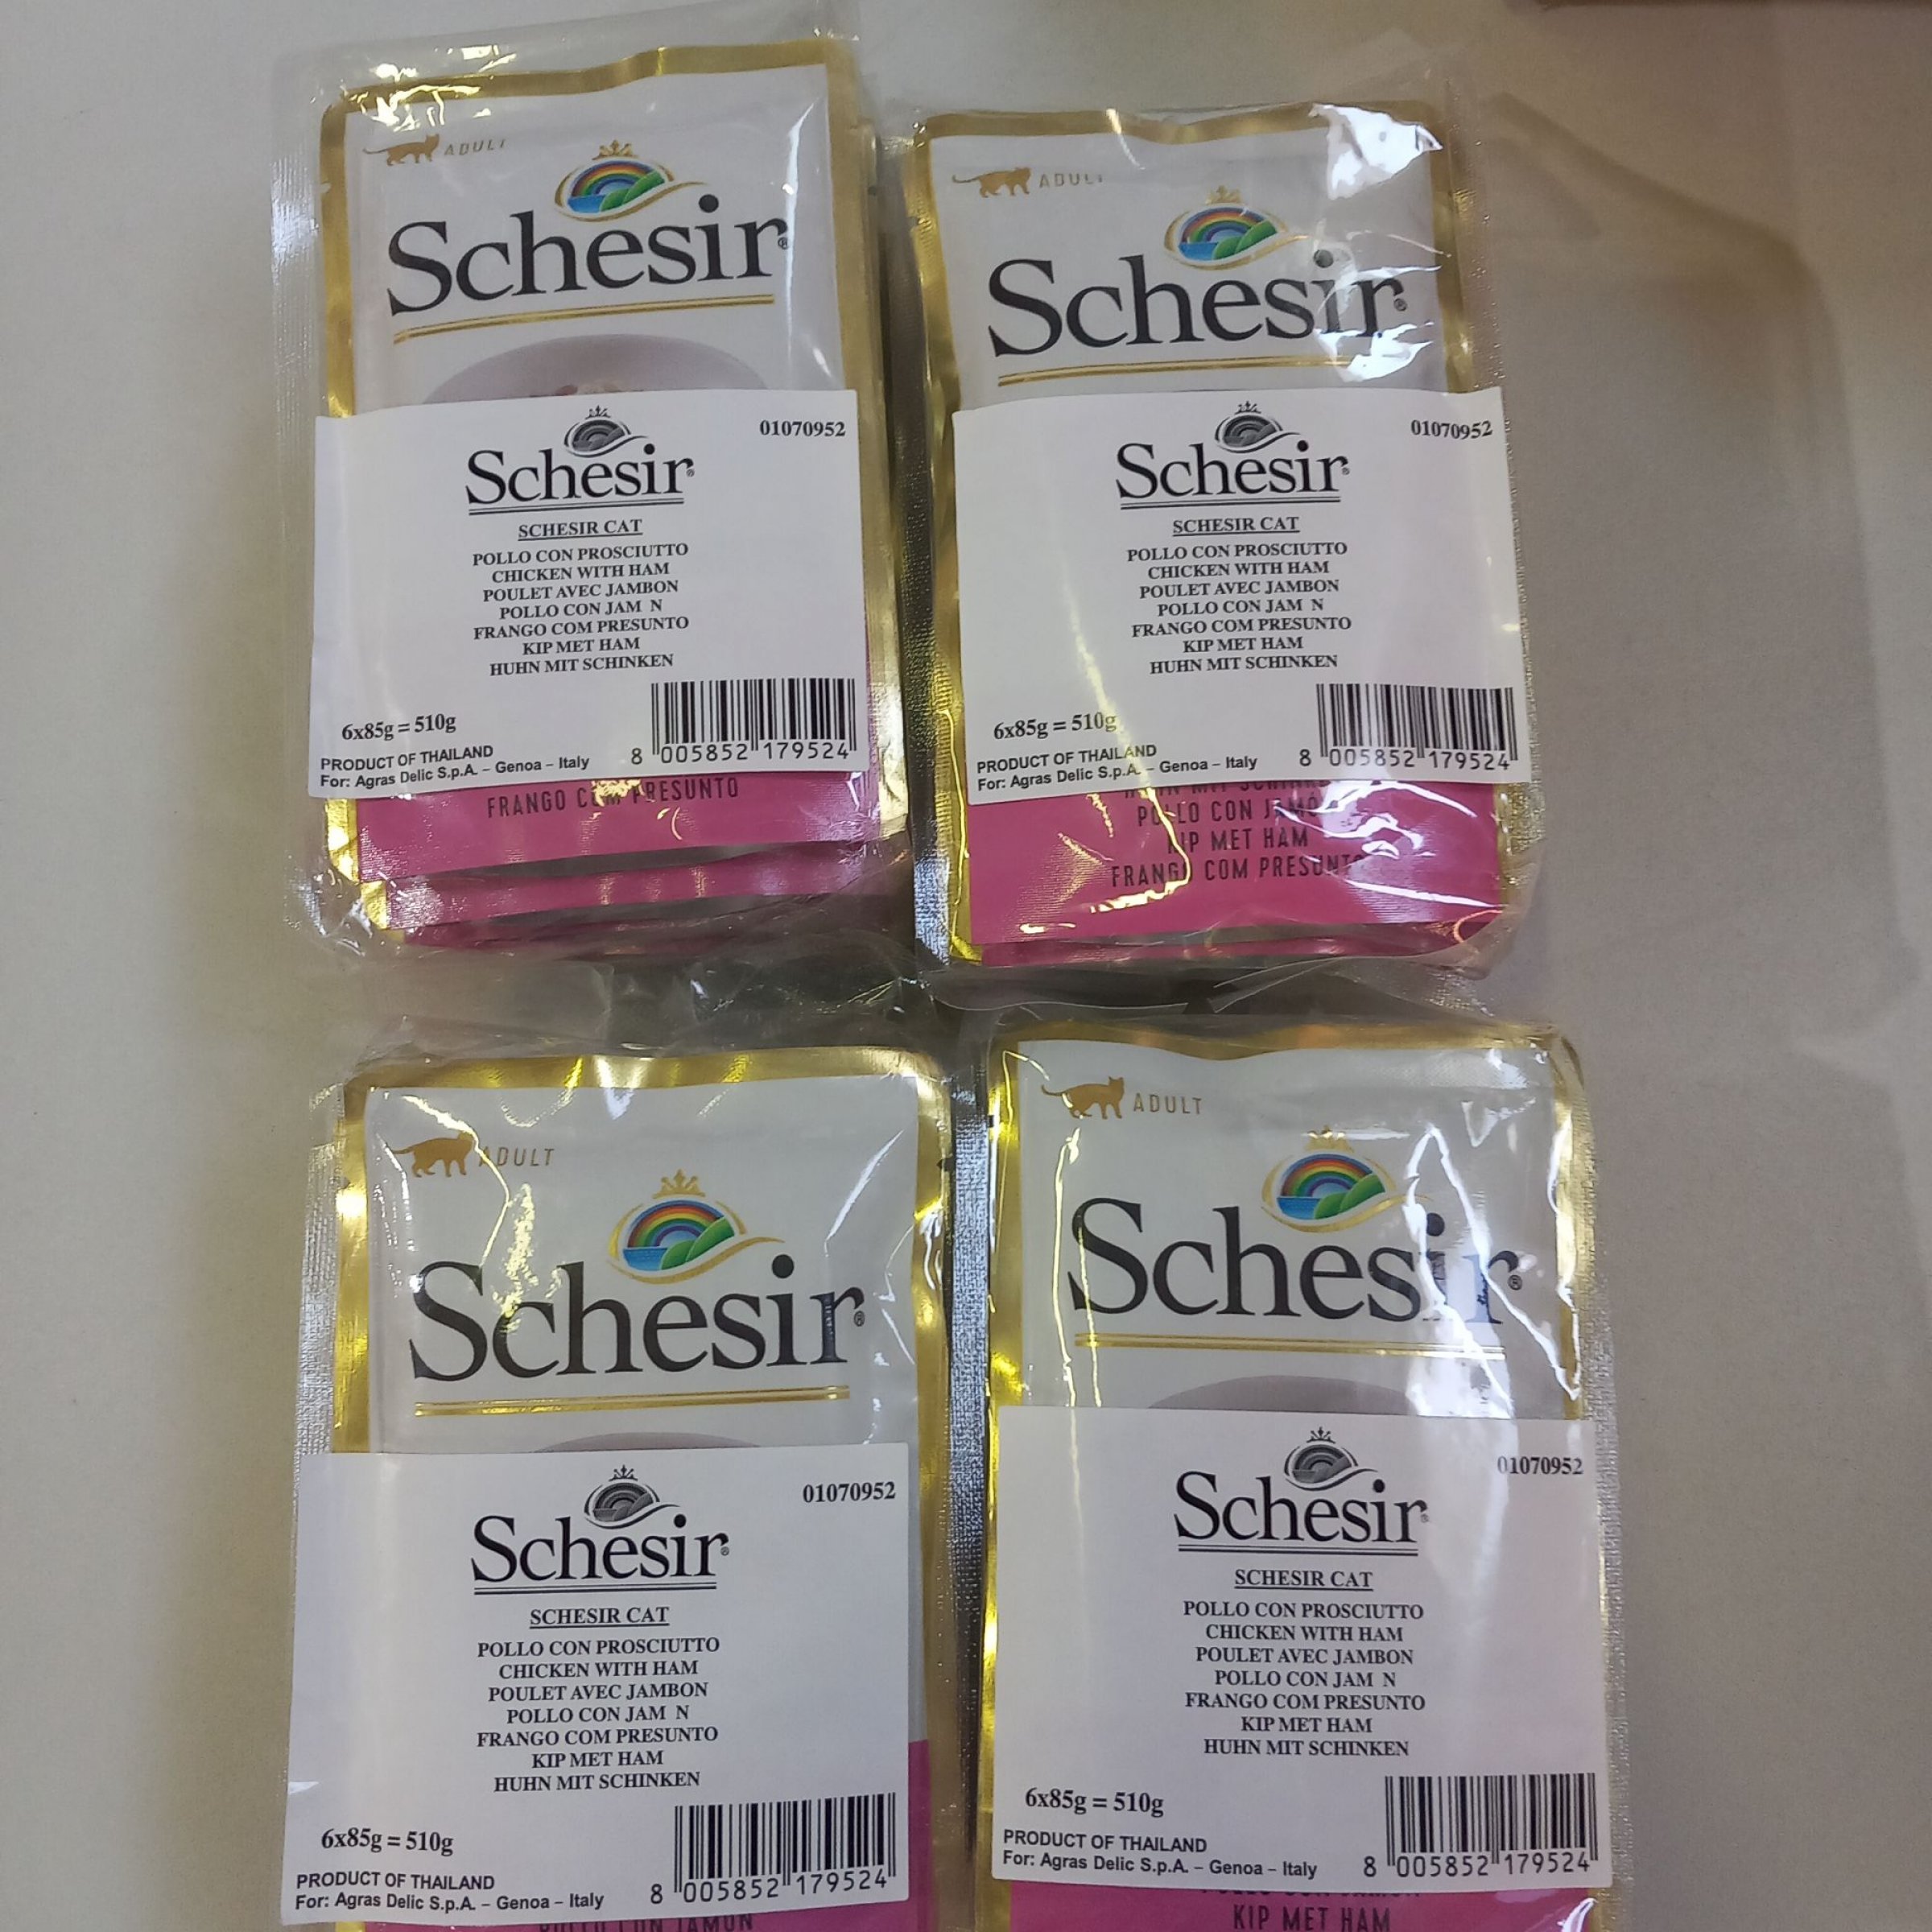 ADULT
Schesir®
01070952
Schesir®
SCHESIR CAT
POLLO CON PROSCIUTTO
CHICKEN WITH HAM
POULET AVEC JAMBON
POLLO CON JAM N
FRANGO COM PRESUNTO
KIP MET HAM
HUHN MIT SCHINKEN
6x85g = 510g
PRODUCT OF THAILAND
For: Agras Delic S.p.A. – Genoa – Italy
8 005852 179524
FRANGO COM PRESUNTO
ADULT
Schesir®
01070952
Schesir®
SCHESIR CAT
POLLO CON PROSCIUTTO
CHICKEN WITH HAM
POULET AVEC JAMBON
POLLO CON JAM N
FRANGO COM PRESUNTO
KIP MET HAM
HUHN MIT SCHINKEN
6x85g = 510g
PRODUCT OF THAILAND
For: Agras Delic S.p.A. – Genoa – Italy
8 005852 179524
HUHN MIT SCHINKEN
POLLO CON JAMÓN
KIP MET HAM
FRANGO COM PRESUNTO
ADULT
Schesir®
01070952
Schesir®
SCHESIR CAT
POLLO CON PROSCIUTTO
CHICKEN WITH HAM
POULET AVEC JAMBON
POLLO CON JAM N
FRANGO COM PRESUNTO
KIP MET HAM
HUHN MIT SCHINKEN
6x85g = 510g
PRODUCT OF THAILAND
For: Agras Delic S.p.A. – Genoa – Italy
8 005852 179524
POLLO CON JAMÓN
ADULT
Schesir®
01070952
Schesir®
SCHESIR CAT
POLLO CON PROSCIUTTO
CHICKEN WITH HAM
POULET AVEC JAMBON
POLLO CON JAM N
FRANGO COM PRESUNTO
KIP MET HAM
HUHN MIT SCHINKEN
6x85g = 510g
PRODUCT OF THAILAND
For: Agras Delic S.p.A. – Genoa – Italy
8 005852 179524
POLLO CON JAMÓN
KIP MET HAM